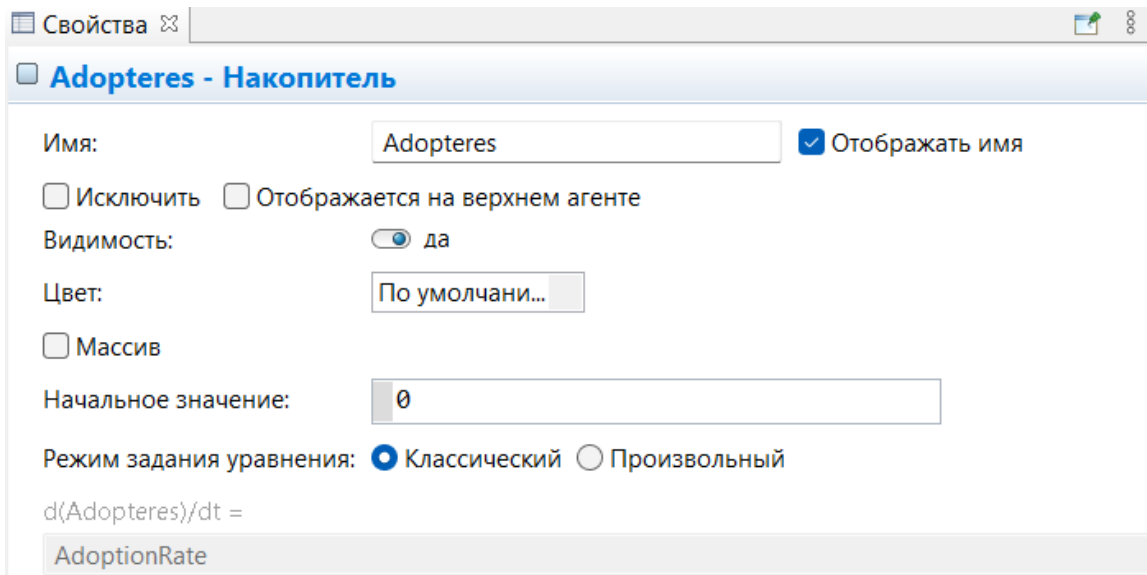 Свойства
Adopteres - Накопитель
Имя: Adopteres Отображать имя
Исключить Отображается на верхнем агенте
Видимость: да
Цвет: По умолчани...
Массив
Начальное значение: 0
Режим задания уравнения: Классический Произвольный
d(Adopteres)/dt =
AdoptionRate